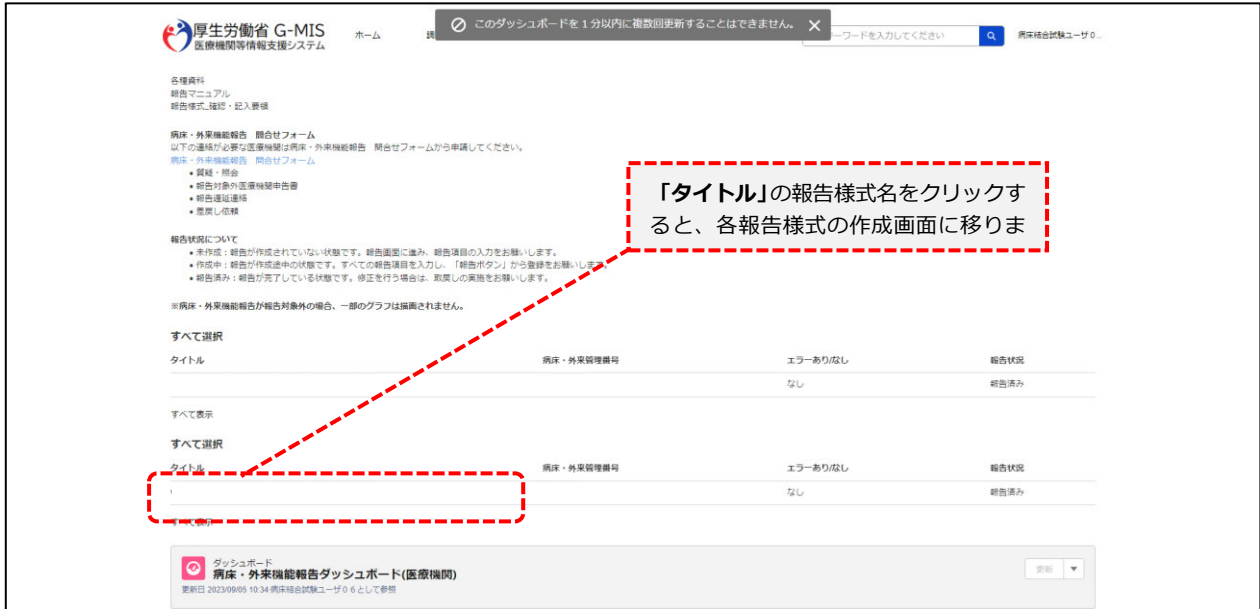 このダッシュボードを1分以内に複数回更新することはできません。
厚生労働省 G-MIS
医療機関等情報支援システム
ホーム
ーワードを入力してください
病床結合試験ユーザ0...
各種資料
報告マニュアル
報告様式_確認・記入要領
病床・外来機能報告 問合せフォーム
以下の連絡が必要な医療機関は病床・外来機能報告 問合せフォームから申請してください。
病床・外来機能報告 問合せフォーム
• 質疑・照会
• 報告対象外医療機関申告書
• 報告遅延連絡
• 差戻し依頼
「タイトル」の報告様式名をクリックす
ると、各報告様式の作成画面に移りま
報告状況について
• 未作成：報告が作成されていない状態です。報告画面に進み、報告項目の入力をお願いします。
• 作成中：報告が作成途中の状態です。すべての報告項目を入力し、「報告ボタン」から登録をお願いします。
• 報告済み：報告が完了している状態です。修正を行う場合は、取戻しの実施をお願いします。
※病床・外来機能報告が報告対象外の場合、一部のグラフは描画されません。
すべて選択
タイトル 病床・外来管理番号 エラーあり/なし 報告状況
なし 報告済み
すべて表示
すべて選択
タイトル 病床・外来管理番号 エラーあり/なし 報告状況
なし 報告済み
すべて表示
ダッシュボード
病床・外来機能報告ダッシュボード(医療機関)
更新
更新日 2023/09/05 10:34 病床結合試験ユーザ06として参照